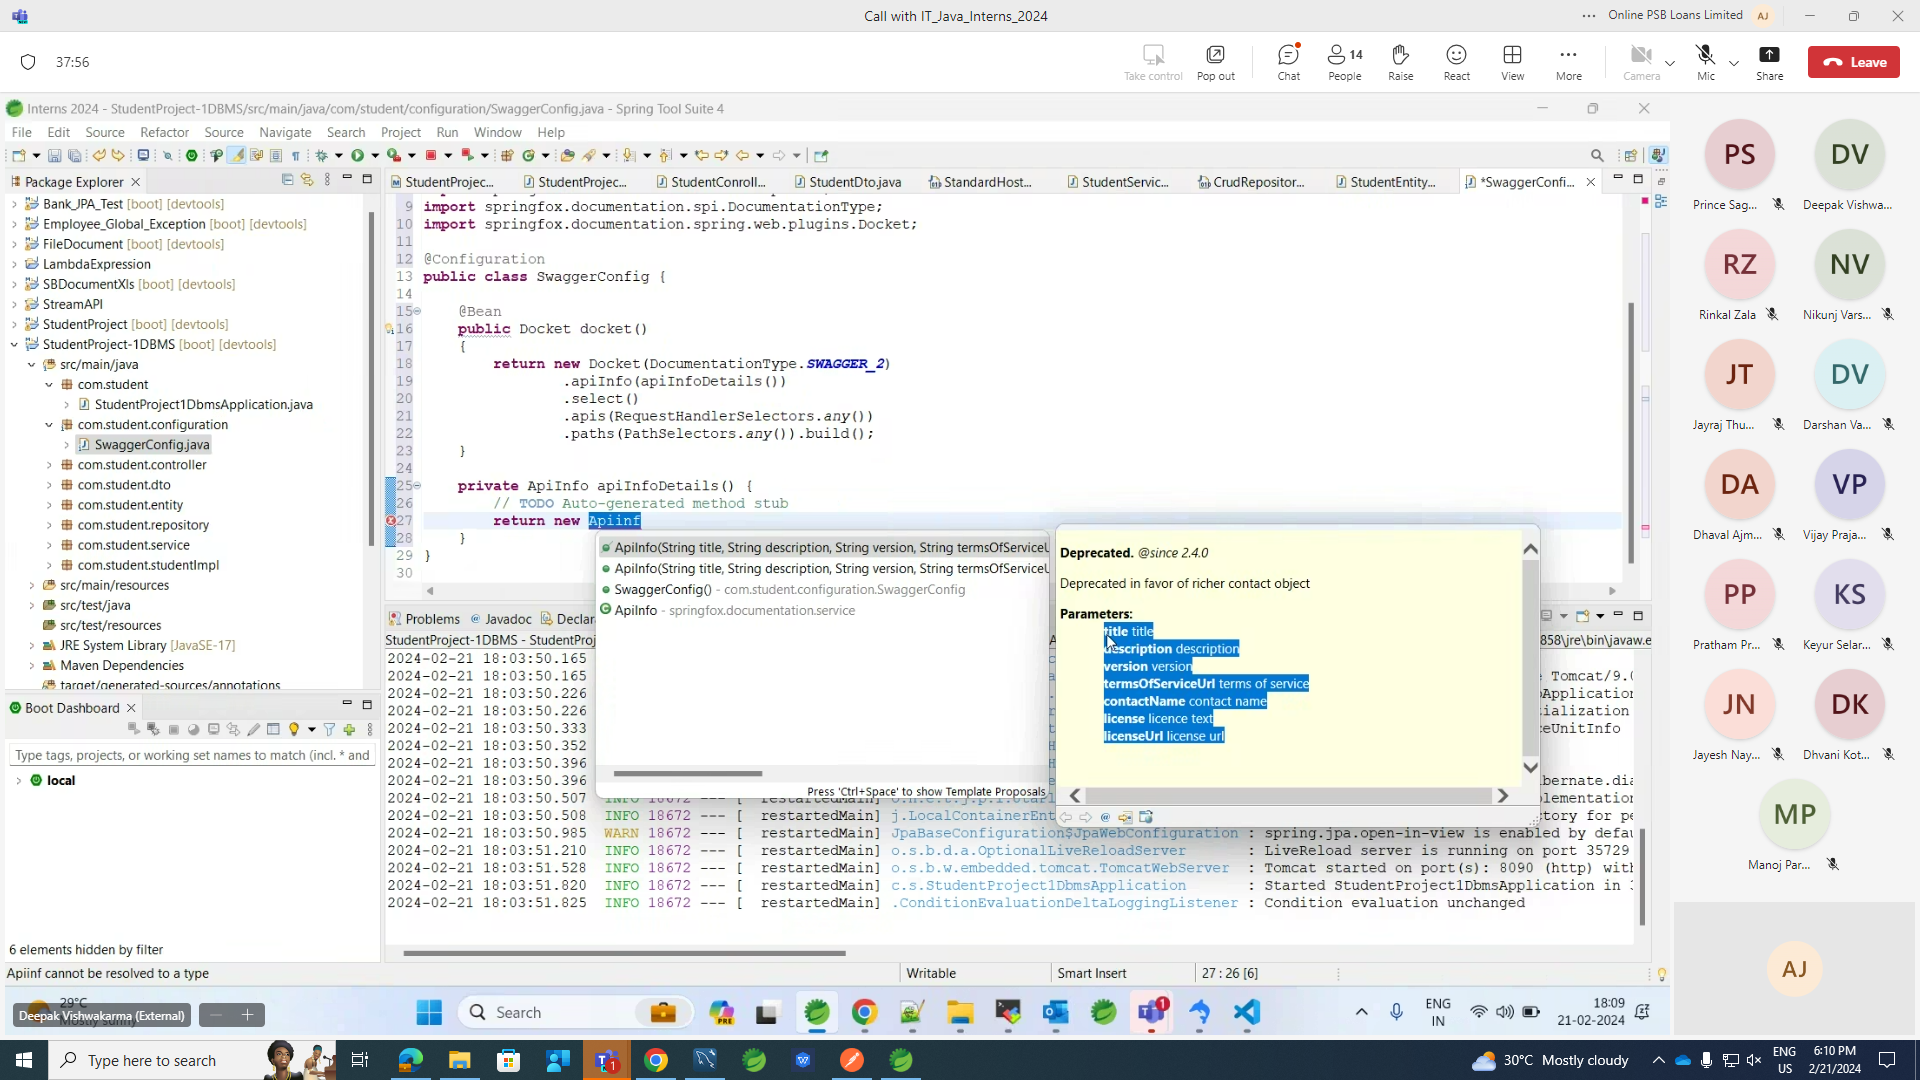 Call with IT_Java_Interns_2024
Online PSB Loans Limited
AJ
37:56
Take control
Pop out
Chat
14
People
Raise
React
View
More
Camera
Mic
Share
Leave
Interns 2024 - StudentProject-1DBMS/src/main/java/com/student/configuration/SwaggerConfig.java - Spring Tool Suite 4
File Edit Source Refactor Source Navigate Search Project Run Window Help
Package Explorer
StudentProjec...
StudentProjec...
StudentConroll...
StudentDto.java
StandardHost...
StudentServic...
CrudRepositor...
StudentEntity...
*SwaggerConfi...
Bank_JPA_Test [boot] [devtools]
Employee_Global_Exception [boot] [devtools]
FileDocument [boot] [devtools]
LambdaExpression
SBDocumentXls [boot] [devtools]
StreamAPI
StudentProject [boot] [devtools]
StudentProject-1DBMS [boot] [devtools]
src/main/java
com.student
StudentProject1DbmsApplication.java
com.student.configuration
SwaggerConfig.java
com.student.controller
com.student.dto
com.student.entity
com.student.repository
com.student.service
com.student.studentImpl
src/main/resources
src/test/java
src/test/resources
JRE System Library [JavaSE-17]
Maven Dependencies
target/generated-sources/annotations
9 import springfox.documentation.spi.DocumentationType;
10 import springfox.documentation.spring.web.plugins.Docket;
11
12 @Configuration
13 public class SwaggerConfig {
14
15 @Bean
16 public Docket docket()
17 {
18 return new Docket(DocumentationType.SWAGGER_2)
19 .apiInfo(apiInfoDetails())
20 .select()
21 .apis(RequestHandlerSelectors.any())
22 .paths(PathSelectors.any()).build();
23 }
24
25 private ApiInfo apiInfoDetails() {
26 // TODO Auto-generated method stub
27 return new Apiinf
28 }
29 }
30
ApiInfo(String title, String description, String version, String termsOfServiceU
ApiInfo(String title, String description, String version, String termsOfServiceU
SwaggerConfig() - com.student.configuration.SwaggerConfig
ApiInfo - springfox.documentation.service
Press 'Ctrl+Space' to show Template Proposals
Deprecated. @since 2.4.0
Deprecated in favor of richer contact object
Parameters:
title title
description description
version version
termsOfServiceUrl terms of service
contactName contact name
license licence text
licenseUrl license url
Problems
Javadoc
Declar
StudentProject-1DBMS - StudentProj
858\jre\bin\javaw.e
2024-02-21 18:03:50.165
2024-02-21 18:03:50.165
2024-02-21 18:03:50.226
2024-02-21 18:03:50.226
2024-02-21 18:03:50.333
2024-02-21 18:03:50.352
2024-02-21 18:03:50.396
2024-02-21 18:03:50.396
2024-02-21 18:03:50.507 INFO 18672 --- [
2024-02-21 18:03:50.508 INFO 18672 --- [ restartedMain] j.LocalContainerEnt
2024-02-21 18:03:50.985 WARN 18672 --- [ restartedMain] JpaBaseConfiguration$JpaWebConfiguration : spring.jpa.open-in-view is enabled by defau
2024-02-21 18:03:51.210 INFO 18672 --- [ restartedMain] o.s.b.d.a.OptionalLiveReloadServer : LiveReload server is running on port 35729
2024-02-21 18:03:51.528 INFO 18672 --- [ restartedMain] o.s.b.w.embedded.tomcat.TomcatWebServer : Tomcat started on port(s): 8090 (http) with
2024-02-21 18:03:51.820 INFO 18672 --- [ restartedMain] c.s.StudentProject1DbmsApplication : Started StudentProject1DbmsApplication in
2024-02-21 18:03:51.825 INFO 18672 --- [ restartedMain] .ConditionEvaluationDeltaLoggingListener : Condition evaluation unchanged
Boot Dashboard
Type tags, projects, or working set names to match (incl. * and
local
6 elements hidden by filter
Apiinf cannot be resolved to a type
Writable
Smart Insert
27 : 26 [6]
PS
Prince Sag...
DV
Deepak Vishwa...
RZ
Rinkal Zala
NV
Nikunj Vars...
JT
Jayraj Thu...
DV
Darshan Va...
DA
Dhaval Ajm...
VP
Vijay Praja...
PP
Pratham Pr...
KS
Keyur Selar...
JN
Jayesh Nay...
DK
Dhvani Kot...
MP
Manoj Par...
AJ
29°C
Deepak Vishwakarma (External)
Search
PRE
1
ENG
IN
18:09
21-02-2024
Type here to search
1
30°C Mostly cloudy
ENG
US
6:10 PM
2/21/2024